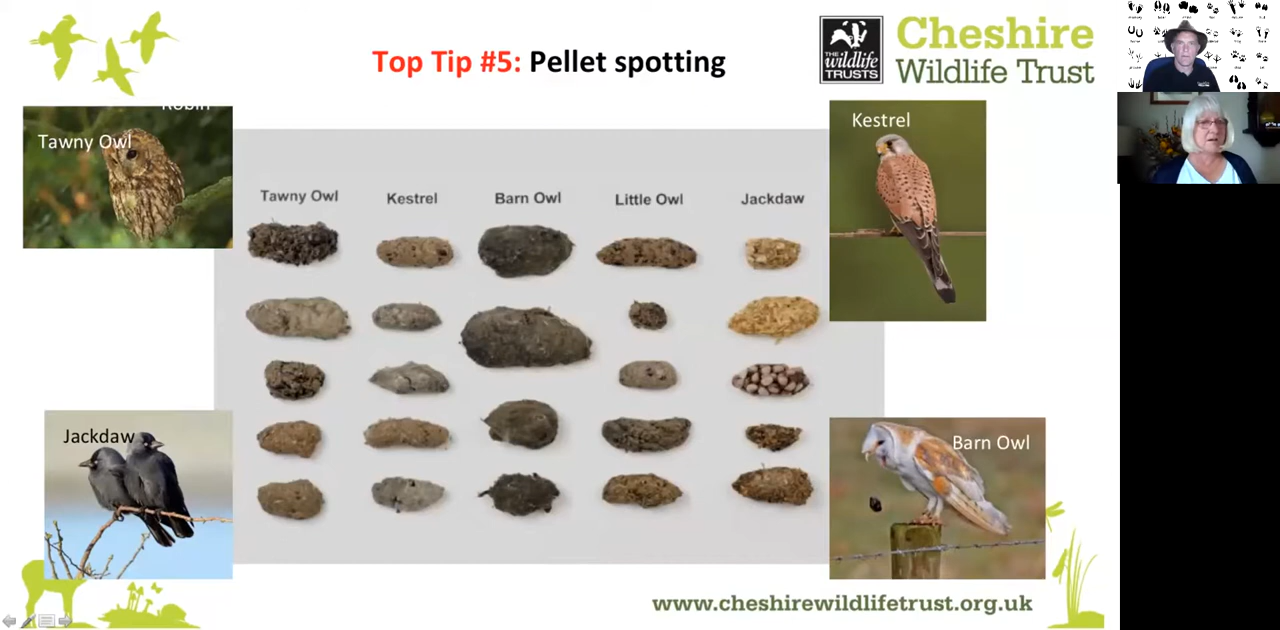 Top Tip #5: Pellet spotting
THE
wildlife
TRUSTS
Cheshire
Wildlife Trust
Robin
Tawny Owl
Kestrel
Tawny Owl
Kestrel
Barn Owl
Little Owl
Jackdaw
Jackdaw
Barn Owl
www.cheshirewildlifetrust.org.uk